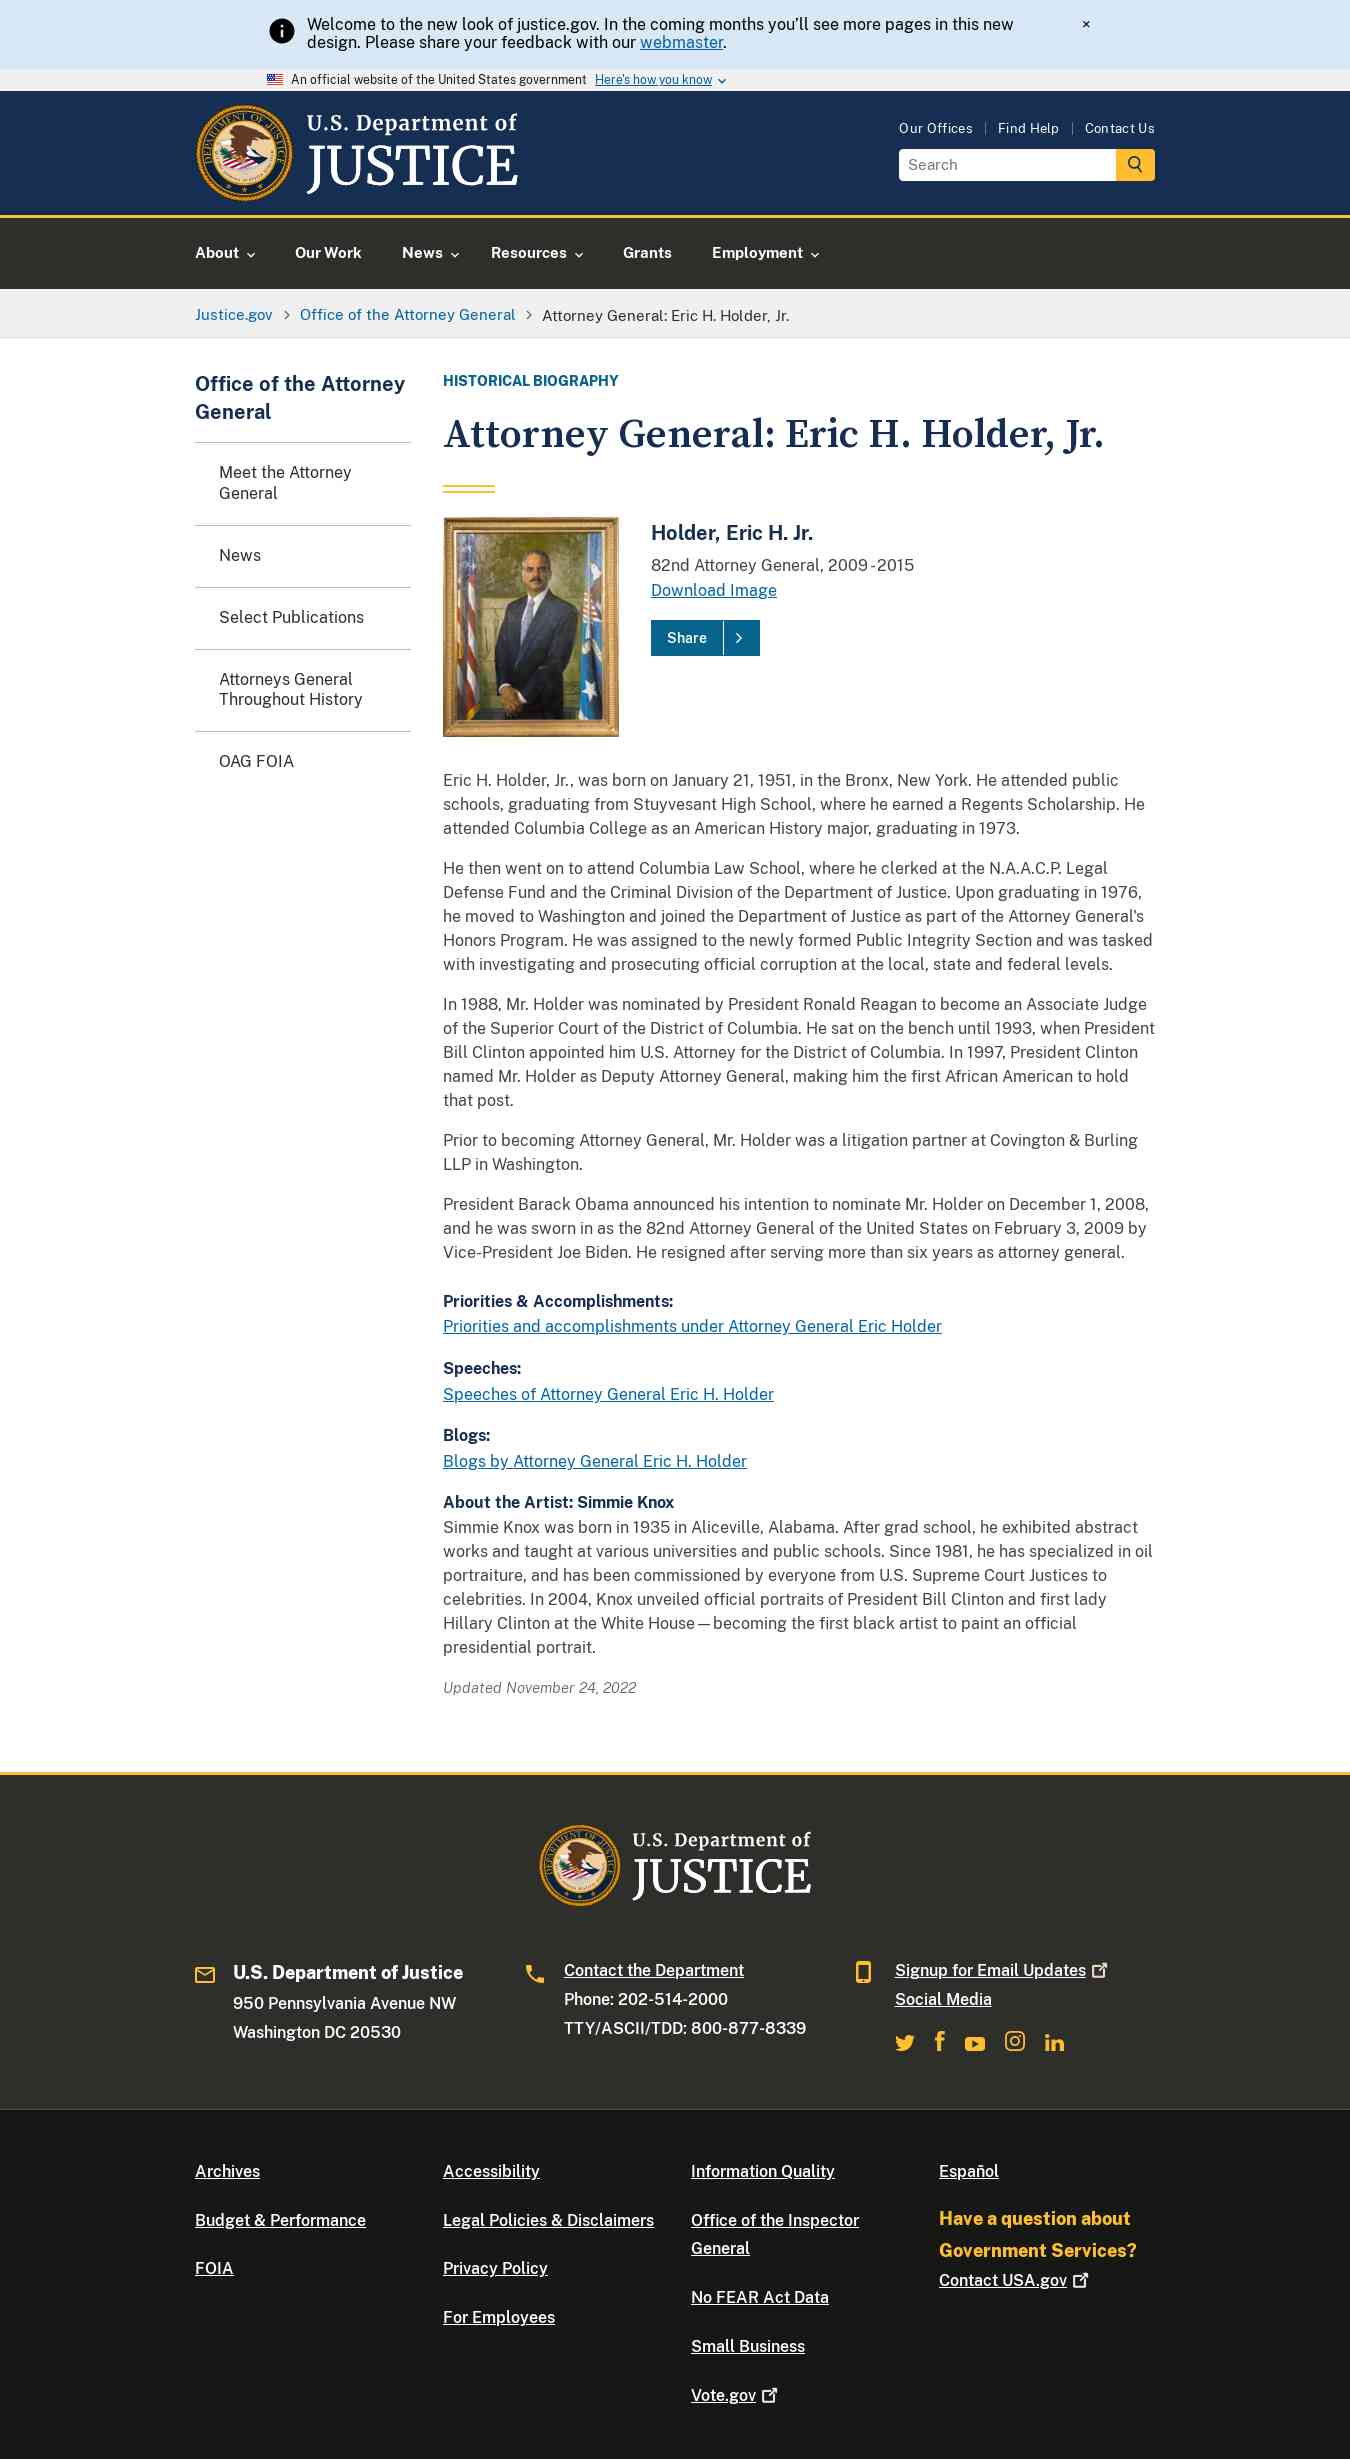 Welcome to the new look of justice.gov. In the coming months you’ll see more pages in this new
design. Please share your feedback with our webmaster.
×
An official website of the United States government Here's how you know
U.S. Department of
JUSTICE
Our Offices Find Help Contact Us
Search
About Our Work News Resources Grants Employment
Justice.gov Office of the Attorney General Attorney General: Eric H. Holder, Jr.
Office of the Attorney
General
Meet the Attorney
General
News
Select Publications
Attorneys General
Throughout History
OAG FOIA
HISTORICAL BIOGRAPHY
Attorney General: Eric H. Holder, Jr.
Holder, Eric H. Jr.
82nd Attorney General, 2009 - 2015
Download Image
Share
Eric H. Holder, Jr., was born on January 21, 1951, in the Bronx, New York. He attended public
schools, graduating from Stuyvesant High School, where he earned a Regents Scholarship. He
attended Columbia College as an American History major, graduating in 1973.
He then went on to attend Columbia Law School, where he clerked at the N.A.A.C.P. Legal
Defense Fund and the Criminal Division of the Department of Justice. Upon graduating in 1976,
he moved to Washington and joined the Department of Justice as part of the Attorney General's
Honors Program. He was assigned to the newly formed Public Integrity Section and was tasked
with investigating and prosecuting official corruption at the local, state and federal levels.
In 1988, Mr. Holder was nominated by President Ronald Reagan to become an Associate Judge
of the Superior Court of the District of Columbia. He sat on the bench until 1993, when President
Bill Clinton appointed him U.S. Attorney for the District of Columbia. In 1997, President Clinton
named Mr. Holder as Deputy Attorney General, making him the first African American to hold
that post.
Prior to becoming Attorney General, Mr. Holder was a litigation partner at Covington & Burling
LLP in Washington.
President Barack Obama announced his intention to nominate Mr. Holder on December 1, 2008,
and he was sworn in as the 82nd Attorney General of the United States on February 3, 2009 by
Vice-President Joe Biden. He resigned after serving more than six years as attorney general.
Priorities & Accomplishments:
Priorities and accomplishments under Attorney General Eric Holder
Speeches:
Speeches of Attorney General Eric H. Holder
Blogs:
Blogs by Attorney General Eric H. Holder
About the Artist: Simmie Knox
Simmie Knox was born in 1935 in Aliceville, Alabama. After grad school, he exhibited abstract
works and taught at various universities and public schools. Since 1981, he has specialized in oil
portraiture, and has been commissioned by everyone from U.S. Supreme Court Justices to
celebrities. In 2004, Knox unveiled official portraits of President Bill Clinton and first lady
Hillary Clinton at the White House—becoming the first black artist to paint an official
presidential portrait.
Updated November 24, 2022
U.S. Department of
JUSTICE
U.S. Department of Justice
950 Pennsylvania Avenue NW
Washington DC 20530
Contact the Department
Phone: 202-514-2000
TTY/ASCII/TDD: 800-877-8339
Signup for Email Updates
Social Media
Archives
Budget & Performance
FOIA
Accessibility
Legal Policies & Disclaimers
Privacy Policy
For Employees
Information Quality
Office of the Inspector
General
No FEAR Act Data
Small Business
Vote.gov
Español
Have a question about
Government Services?
Contact USA.gov